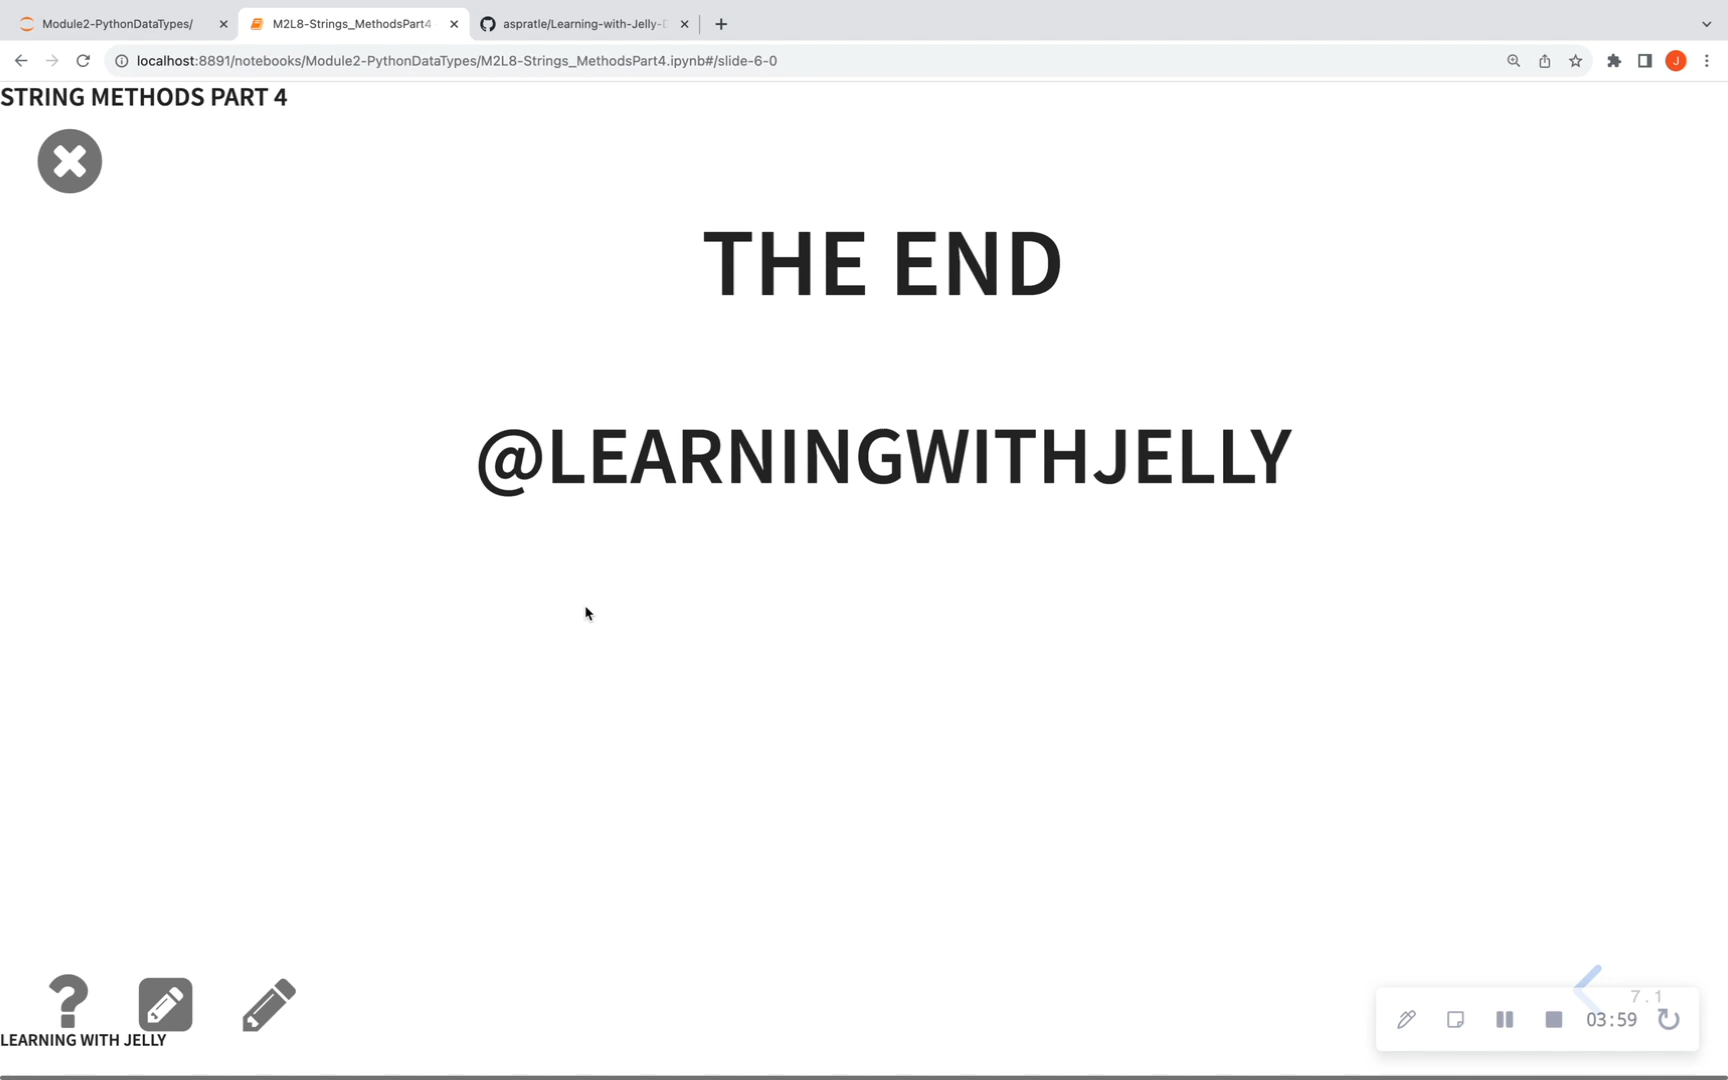 Module2-PythonDataTypes/
M2L8-Strings_MethodsPart4
aspratle/Learning-with-Jelly-
localhost:8891/notebooks/Module2-PythonDataTypes/M2L8-Strings_MethodsPart4.ipynb#/slide-6-0
J
STRING METHODS PART 4
THE END
@LEARNINGWITHJELLY
?
7.1
03:59
LEARNING WITH JELLY